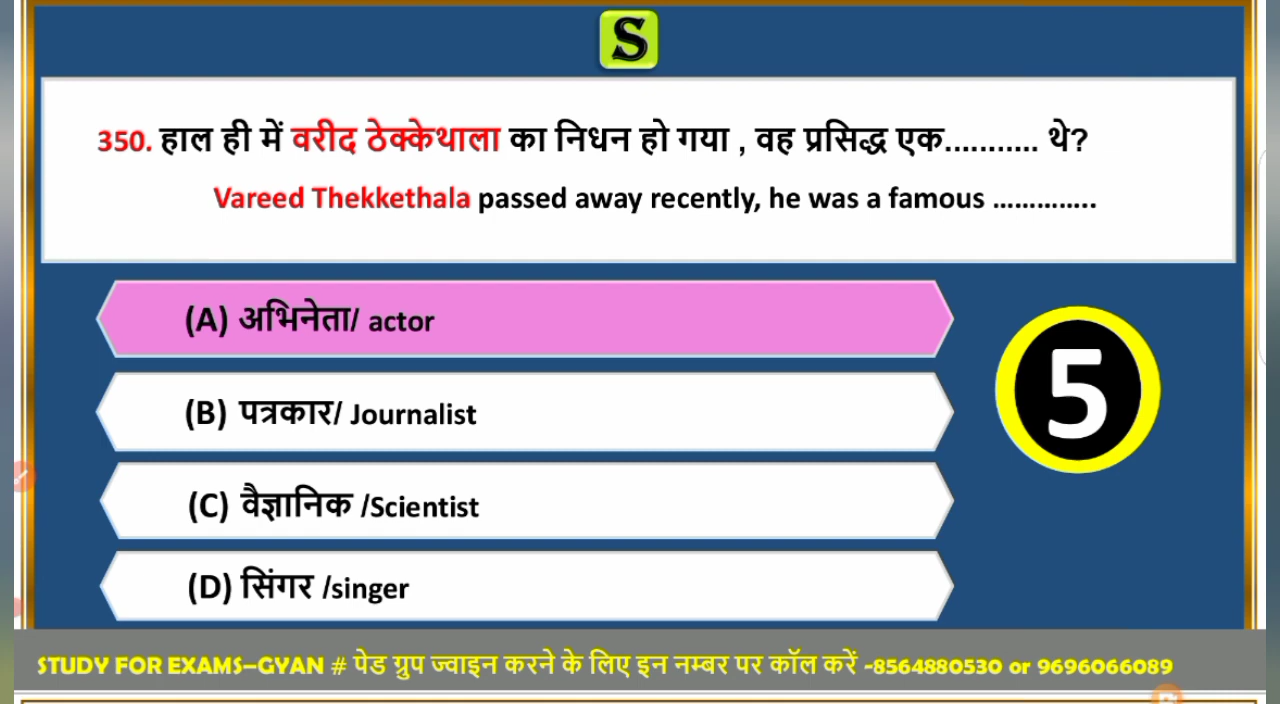 S
350. हाल ही में वरीद ठेक्केथाला का निधन हो गया , वह प्रसिद्ध एक........... थे?
Vareed Thekkethala passed away recently, he was a famous ..............
(A) अभिनेता/ actor
(B) पत्रकार/ Journalist
(C) वैज्ञानिक /Scientist
(D) सिंगर /singer
5
STUDY FOR EXAMS–GYAN # पेड ग्रुप ज्वाइन करने के लिए इन नम्बर पर कॉल करें -8564880530 or 9696066089